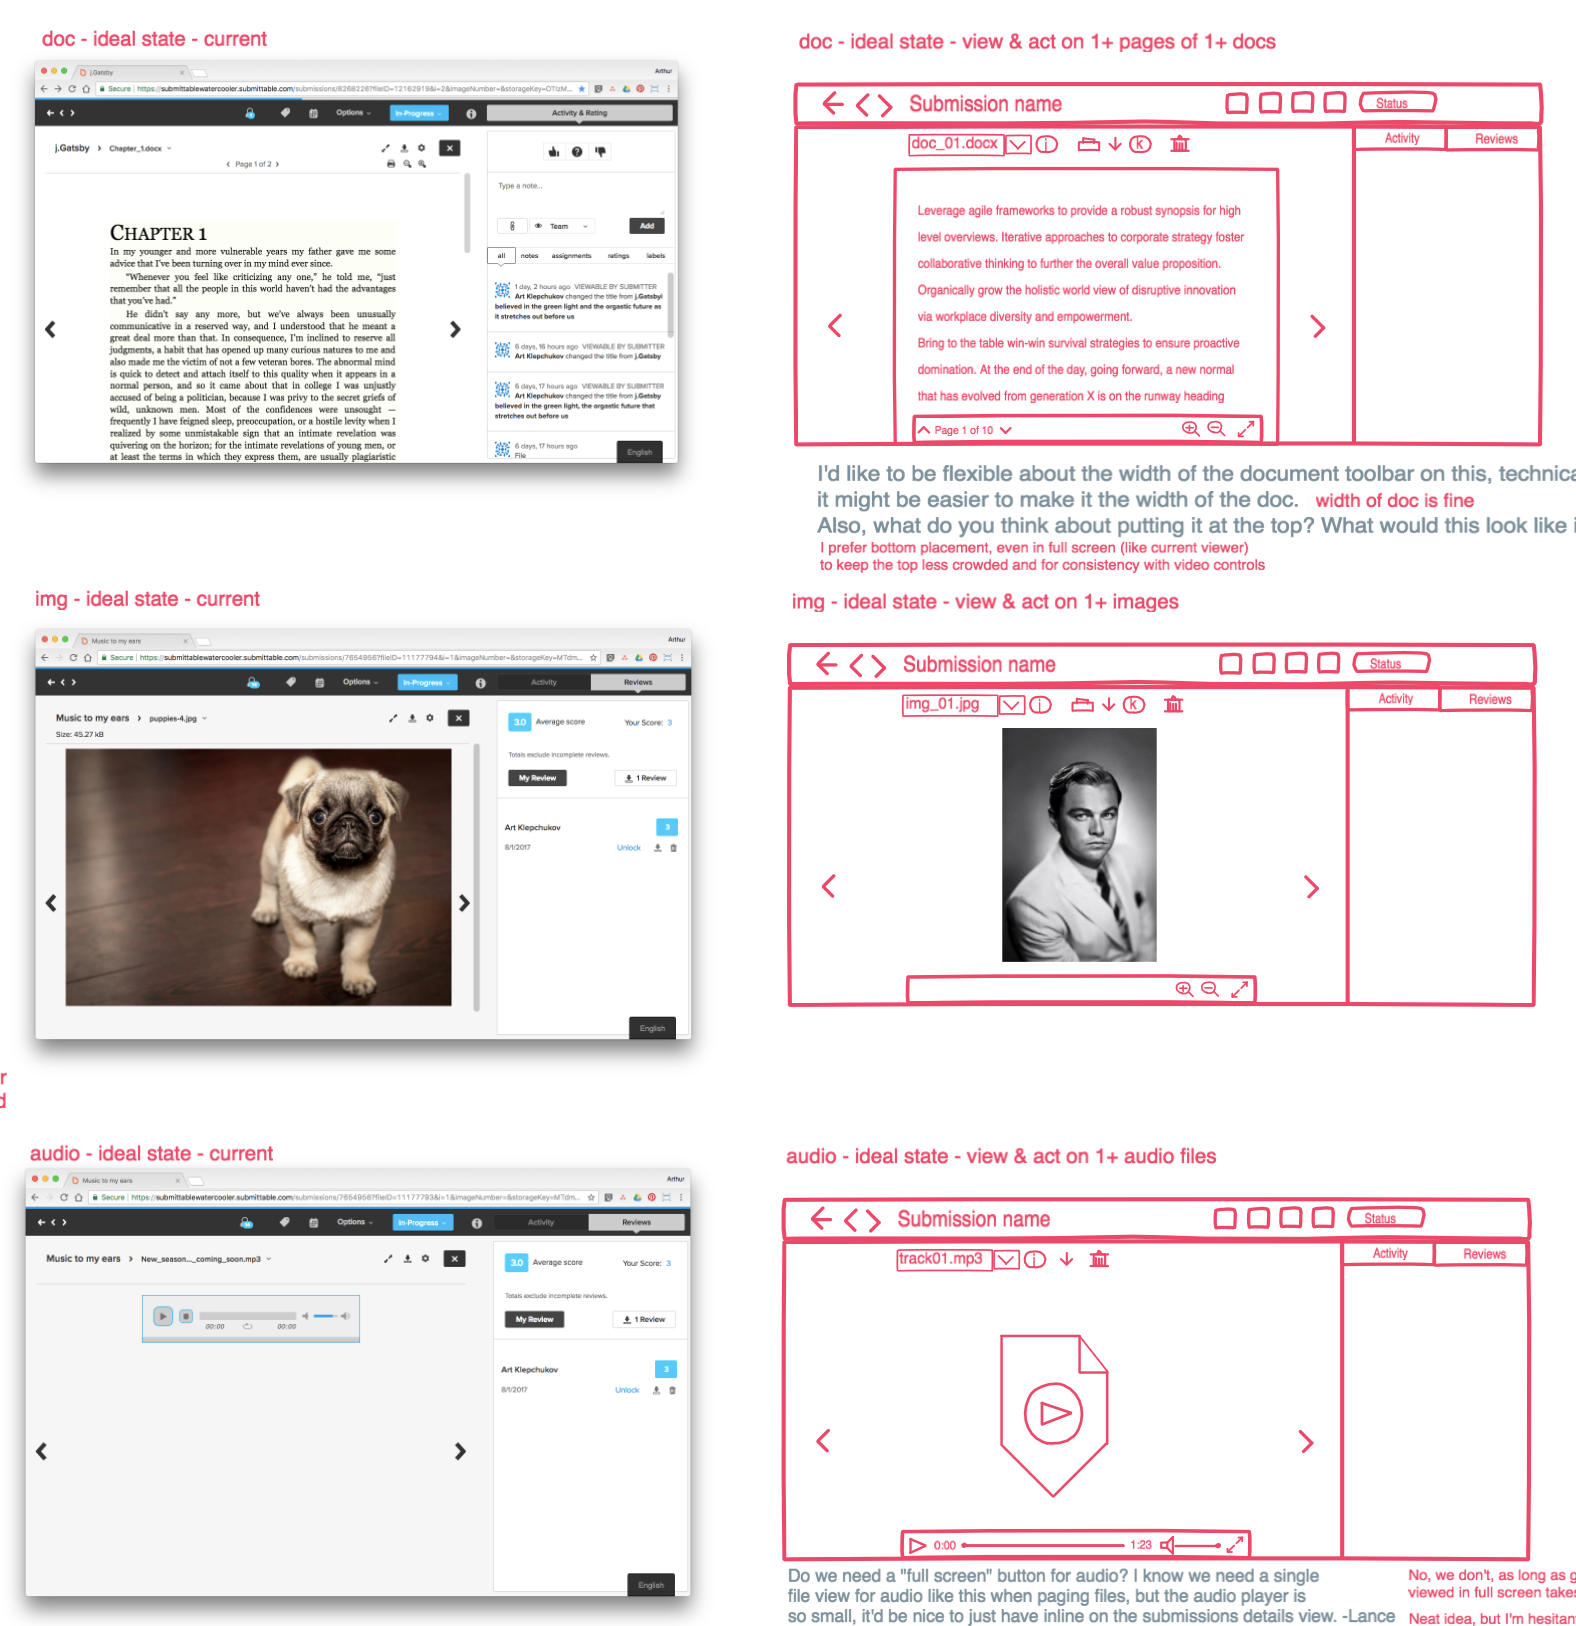 doc - ideal state - current
j.Gatsby
Arthur
Secure
https://submittablewatercooler.submittable.com/submissions/8268226?fileID=12162919&i=2&imageNumber=&storageKey=OTIzM...
Options
In-Progress
Activity & Rating
j.Gatsby > Chapter_1.docx
< Page 1 of 2 >
CHAPTER 1
In my younger and more vulnerable years my father gave me some
advice that I've been turning over in my mind ever since.
"Whenever you feel like criticizing any one," he told me, "just
remember that all the people in this world haven't had the advantages
that you've had."
He didn't say any more, but we've always been unusually
communicative in a reserved way, and I understood that he meant a
great deal more than that. In consequence, I'm inclined to reserve all
judgments, a habit that has opened up many curious natures to me and
also made me the victim of not a few veteran bores. The abnormal mind
is quick to detect and attach itself to this quality when it appears in a
normal person, and so it came about that in college I was unjustly
accused of being a politician, because I was privy to the secret griefs of
wild, unknown men. Most of the confidences were unsought —
frequently I have feigned sleep, preoccupation, or a hostile levity when I
realized by some unmistakable sign that an intimate revelation was
quivering on the horizon; for the intimate revelations of young men, or
at least the terms in which they express them, are usually plagiaristic
Type a note...
Team
Add
all notes assignments ratings labels
1 day, 2 hours ago VIEWABLE BY SUBMITTER
Art Klepchukov changed the title from j.Gatsbyi
believed in the green light and the orgastic future as
it stretches out before us
6 days, 16 hours ago VIEWABLE BY SUBMITTER
Art Klepchukov changed the title from j.Gatsby
6 days, 17 hours ago VIEWABLE BY SUBMITTER
Art Klepchukov changed the title from j.Gatsby
believed in the green light, the orgastic future that
stretches out before us
6 days, 17 hours ago
File
English
doc - ideal state - view & act on 1+ pages of 1+ docs
Submission name
Status
doc_01.docx
i
k
Activity
Reviews
Leverage agile frameworks to provide a robust synopsis for high
level overviews. Iterative approaches to corporate strategy foster
collaborative thinking to further the overall value proposition.
Organically grow the holistic world view of disruptive innovation
via workplace diversity and empowerment.
Bring to the table win-win survival strategies to ensure proactive
domination. At the end of the day, going forward, a new normal
that has evolved from generation X is on the runway heading
Page 1 of 10
I'd like to be flexible about the width of the document toolbar on this, technica
it might be easier to make it the width of the doc. width of doc is fine
Also, what do you think about putting it at the top? What would this look like i
I prefer bottom placement, even in full screen (like current viewer)
to keep the top less crowded and for consistency with video controls
img - ideal state - current
Music to my ears
Arthur
Secure
https://submittablewatercooler.submittable.com/submissions/7654956?fileID=11177794&i=1&imageNumber=&storageKey=MTdm...
Options
In-Progress
Activity
Reviews
Music to my ears > puppies-4.jpg
Size: 45.27 kB
3.0 Average score
Your Score: 3
Totals exclude incomplete reviews.
My Review
1 Review
Art Klepchukov
3
8/1/2017
Unlock
English
img - ideal state - view & act on 1+ images
Submission name
Status
img_01.jpg
i
k
Activity
Reviews
r
d
audio - ideal state - current
Music to my ears
Arthur
Secure
https://submittablewatercooler.submittable.com/submissions/7654956?fileID=11177793&i=1&imageNumber=&storageKey=MTdm...
Options
In-Progress
Activity
Reviews
Music to my ears > New_season..._coming_soon.mp3
00:00
00:00
3.0 Average score
Your Score: 3
Totals exclude incomplete reviews.
My Review
1 Review
Art Klepchukov
3
8/1/2017
Unlock
English
audio - ideal state - view & act on 1+ audio files
Submission name
Status
track01.mp3
i
Activity
Reviews
0:00
1:23
Do we need a "full screen" button for audio? I know we need a single
file view for audio like this when paging files, but the audio player is
so small, it'd be nice to just have inline on the submissions details view. -Lance
No, we don't, as long as g
viewed in full screen takes
Neat idea, but I'm hesitan